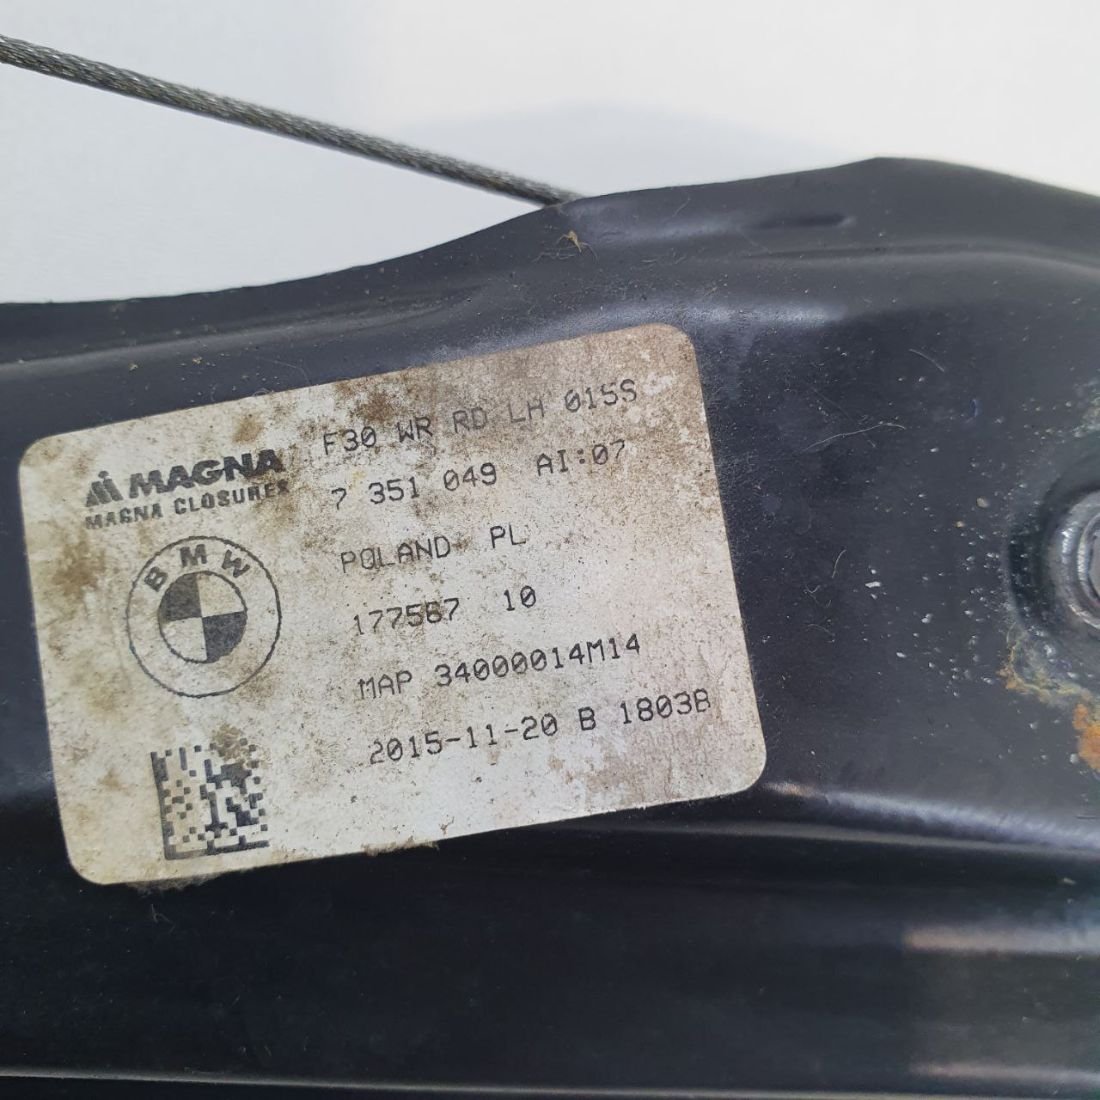 MAGNA
MAGNA CLOSURES
BMW
F30 WR RD LH 015S
7 351 049 AI:07
POLAND PL
177587 10
MAP 34000014M14
2015-11-20 B 1803B